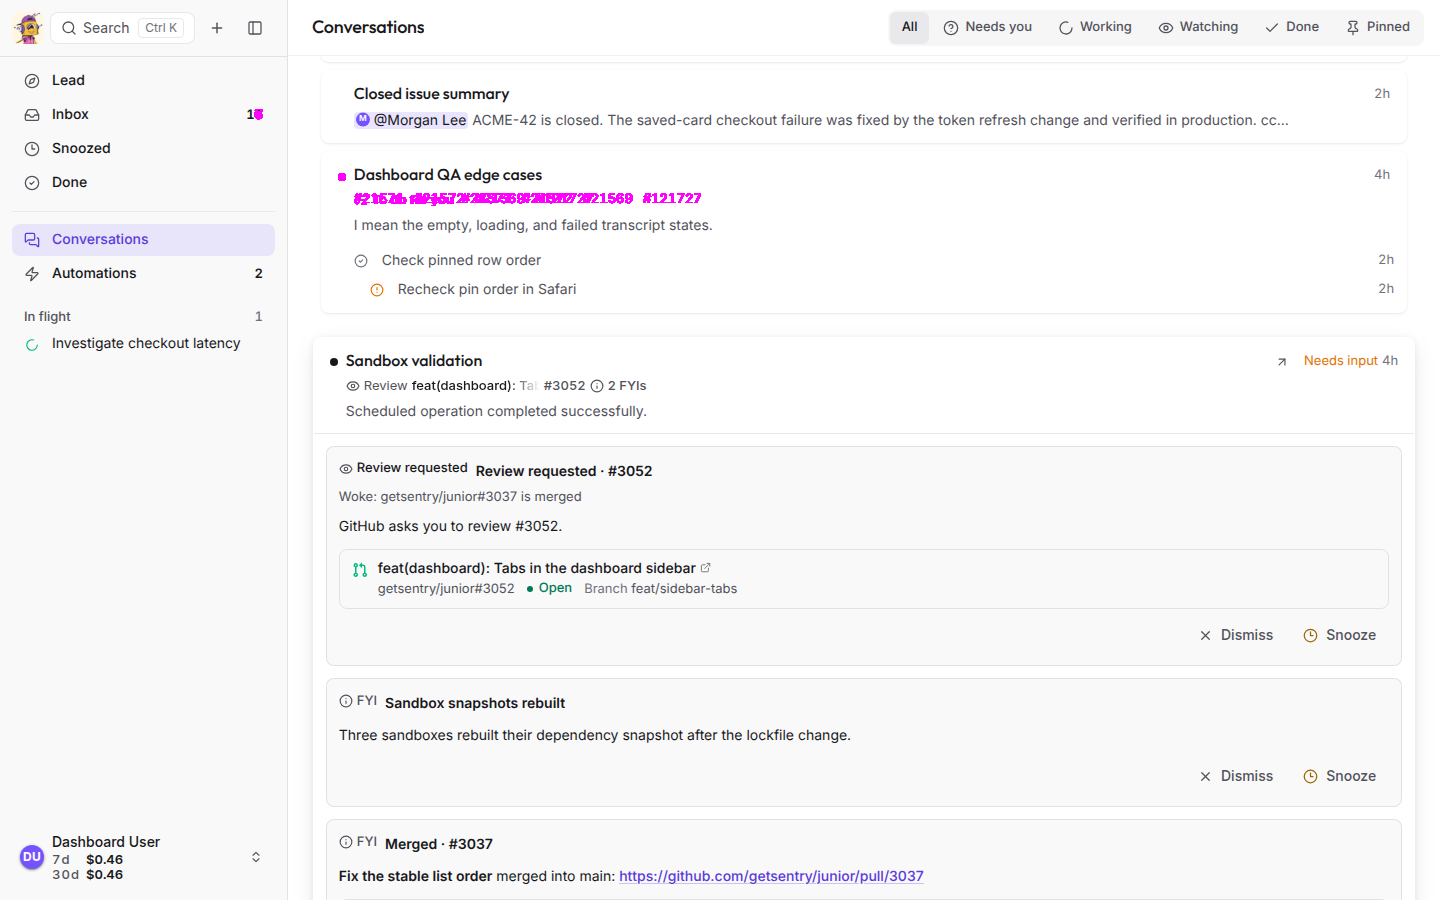 Search Ctrl K
Lead
Inbox
Snoozed
Done
Conversations
Automations 2
In flight 1
Investigate checkout latency
DU
Dashboard User
7d $0.46
30d $0.46
Conversations
All Needs you Working Watching Done Pinned
Closed issue summary 2h
M @Morgan Lee ACME-42 is closed. The saved-card checkout failure was fixed by the token refresh change and verified in production. cc...
Dashboard QA edge cases 4h
#21569 #121727
I mean the empty, loading, and failed transcript states.
Check pinned row order 2h
Recheck pin order in Safari 2h
Sandbox validation Needs input 4h
Review feat(dashboard): Tab #3052 2 FYIs
Scheduled operation completed successfully.
Review requested Review requested · #3052
Woke: getsentry/junior#3037 is merged
GitHub asks you to review #3052.
feat(dashboard): Tabs in the dashboard sidebar
getsentry/junior#3052 Open Branch feat/sidebar-tabs
Dismiss Snooze
FYI Sandbox snapshots rebuilt
Three sandboxes rebuilt their dependency snapshot after the lockfile change.
Dismiss Snooze
FYI Merged · #3037
Fix the stable list order merged into main: https://github.com/getsentry/junior/pull/3037